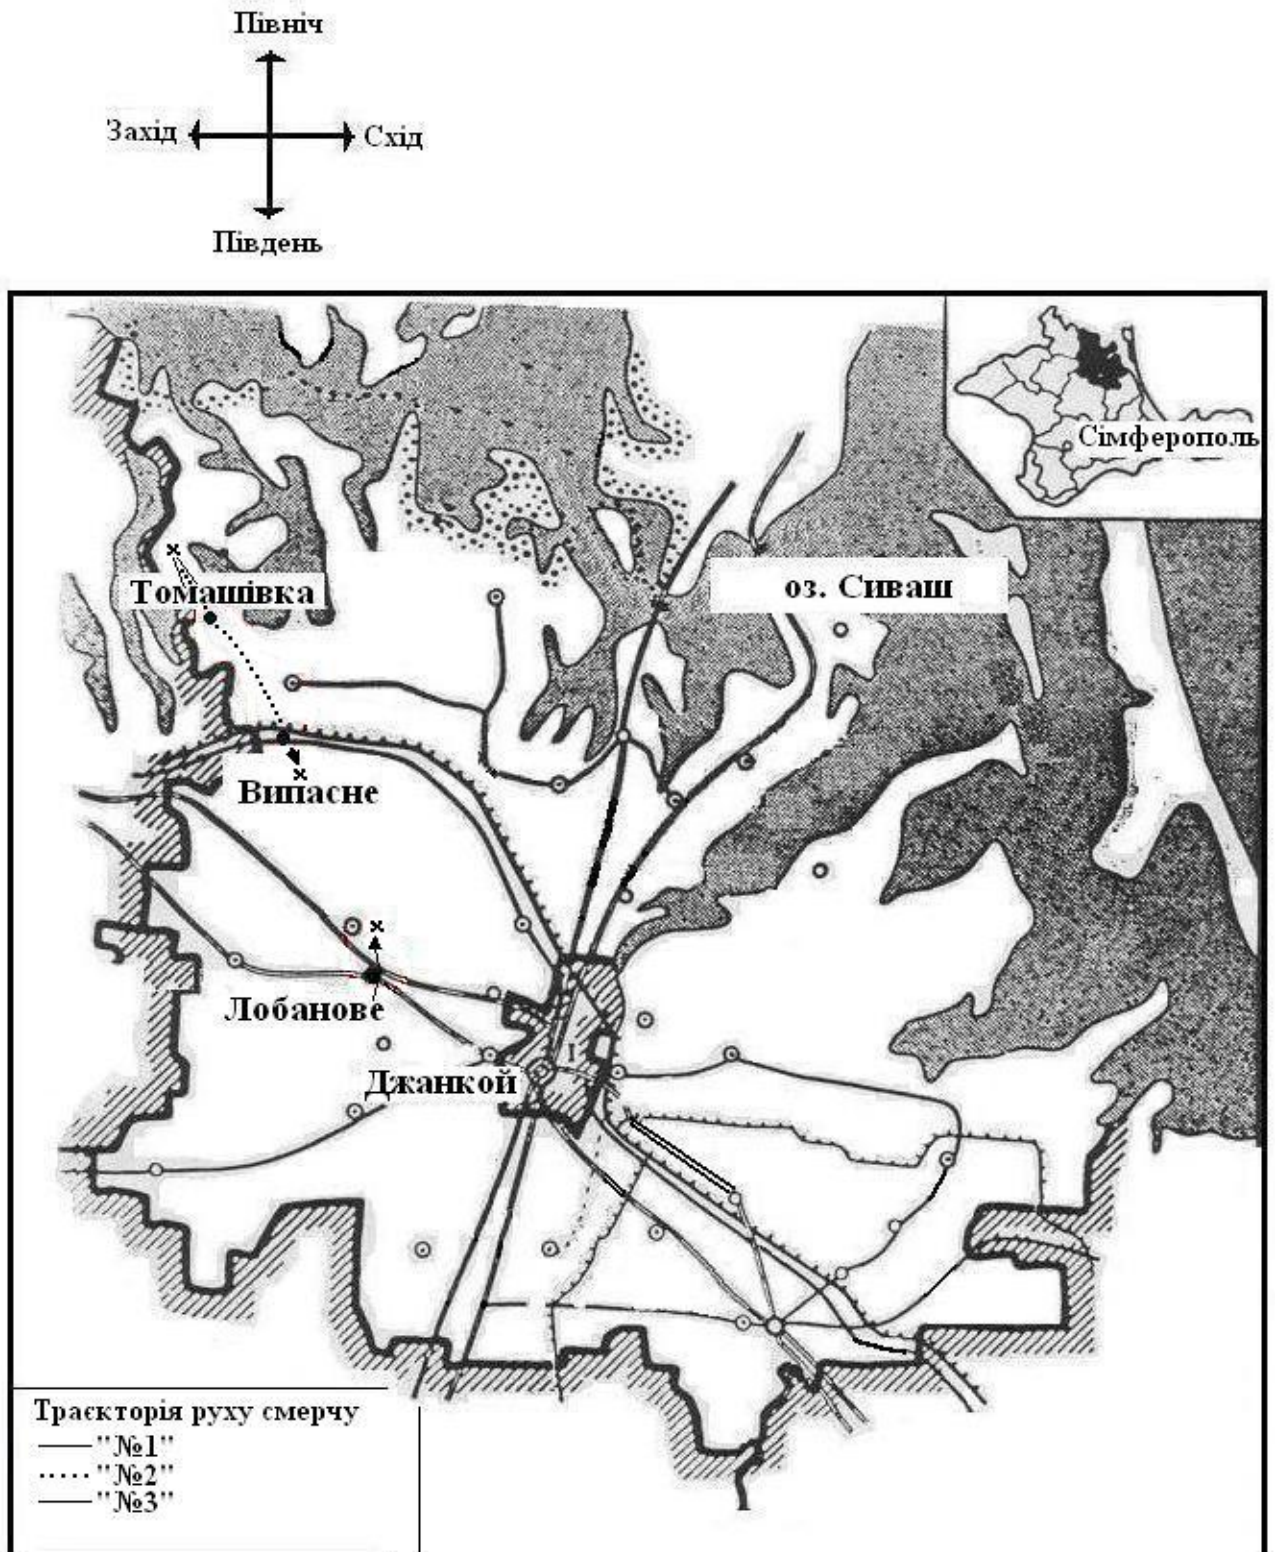 Північ
Захід
Схід
Південь
Сімферополь
Томашівка
оз. Сиваш
Випасне
Лобанове
Джанкой
I
Траєкторія руху смерчу
"№1"
"№2"
"№3"